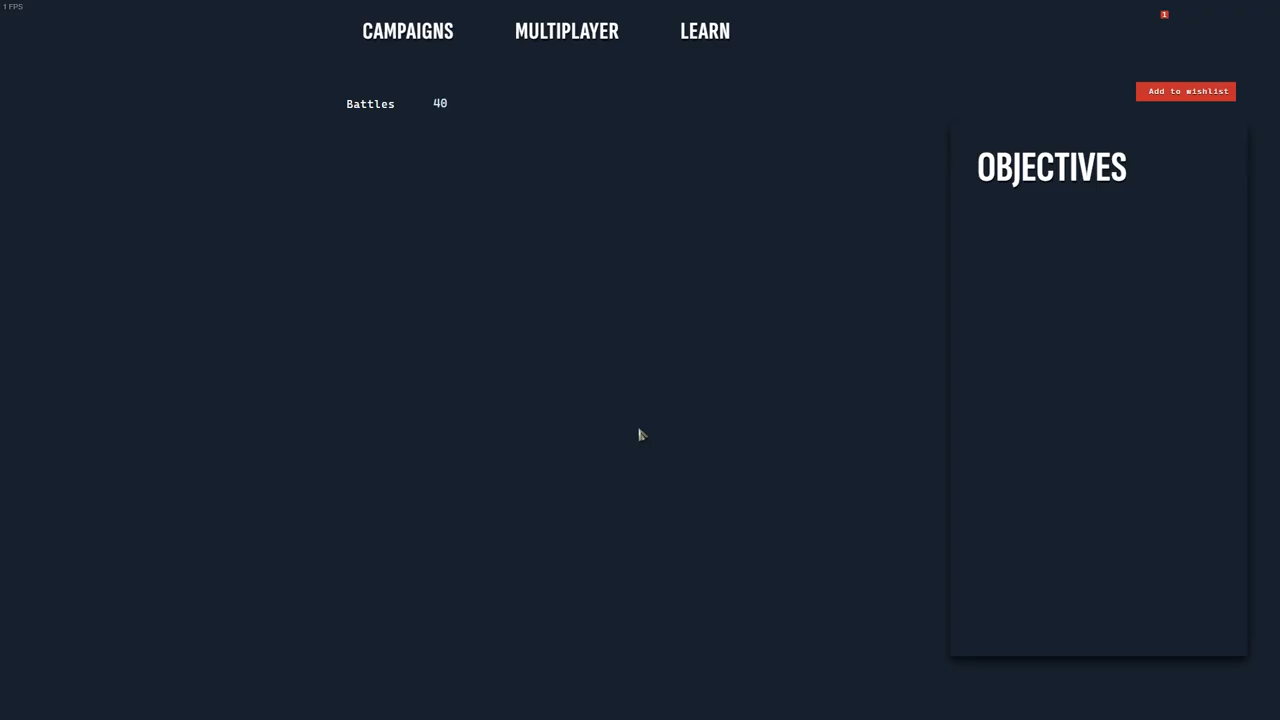 1 FPS
1
CAMPAIGNS MULTIPLAYER LEARN
Add to wishlist
Battles 40
OBJECTIVES